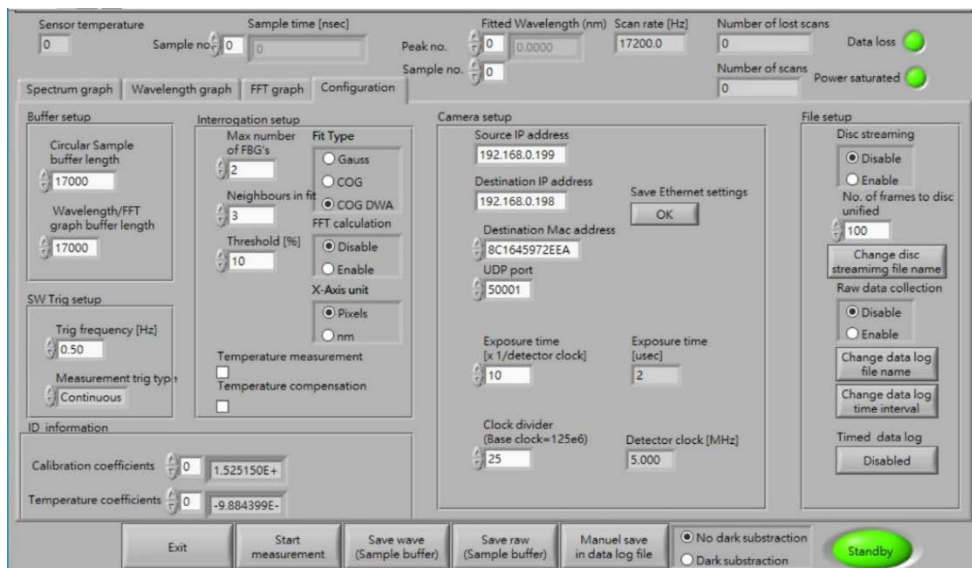 Sensor temperature
0
Sample no.
0
Sample time [nsec]
0
Peak no.
0
Fitted Wavelength (nm)
0.0000
Sample no.
0
Scan rate [Hz]
17200.0
Number of lost scans
0
Data loss
Number of scans
0
Power saturated
Spectrum graph
Wavelength graph
FFT graph
Configuration
Buffer setup
Circular Sample
buffer length
17000
Wavelength/FFT
graph buffer length
17000
SW Trig setup
Trig frequency [Hz]
0.50
Measurement trig type
Continuous
Interrogation setup
Max number
of FBG's
2
Neighbours in fit
3
Threshold [%]
10
Fit Type
Gauss
COG
COG DWA
FFT calculation
Disable
Enable
X-Axis unit
Pixels
nm
Temperature measurement
Temperature compensation
Camera setup
Source IP address
192.168.0.199
Destination IP address
192.168.0.198
Save Ethernet settings
OK
Destination Mac address
8C1645972EEA
UDP port
50001
Exposure time
[x 1/detector clock]
10
Exposure time
[usec]
2
Clock divider
(Base clock=125e6)
25
Detector clock [MHz]
5.000
File setup
Disc streaming
Disable
Enable
No. of frames to disc
unified
100
Change disc
streamimg file name
Raw data collection
Disable
Enable
Change data log
file name
Change data log
time interval
Timed data log
Disabled
ID information
Calibration coefficients
0
1.525150E+
Temperature coefficients
0
-9.884399E-
Exit
Start
measurement
Save wave
(Sample buffer)
Save raw
(Sample buffer)
Manuel save
in data log file
No dark substraction
Dark substraction
Standby